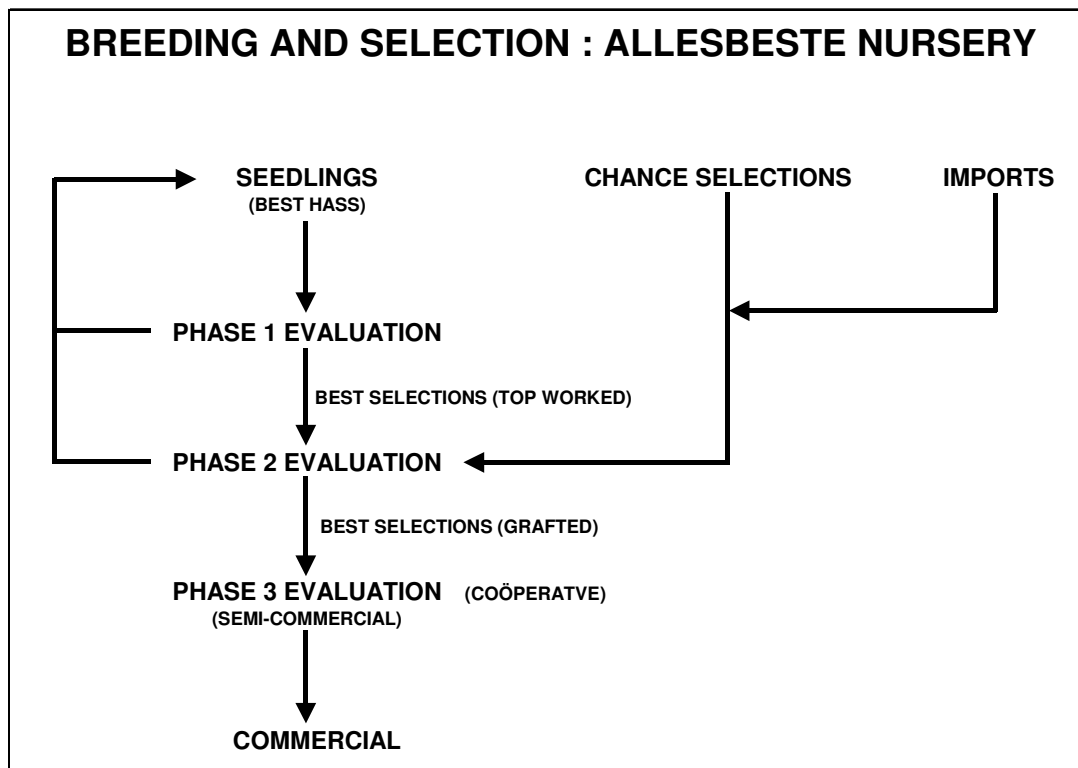 BREEDING AND SELECTION : ALLESBESTE NURSERY
SEEDLINGS
(BEST HASS)
CHANCE SELECTIONS
IMPORTS
PHASE 1 EVALUATION
BEST SELECTIONS (TOP WORKED)
PHASE 2 EVALUATION
BEST SELECTIONS (GRAFTED)
PHASE 3 EVALUATION (COÖPERATVE)
(SEMI-COMMERCIAL)
COMMERCIAL